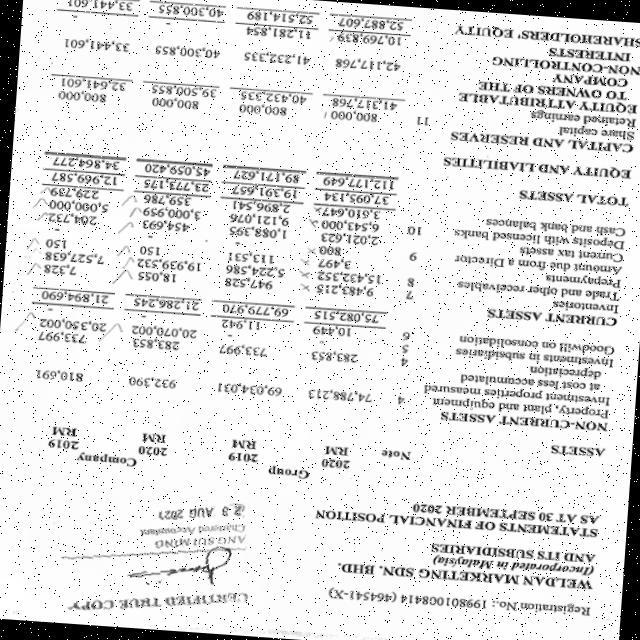 Registration No.: 199801008414 (464541-X)
CERTIFIED TRUE COPY
WELDAN MARKETING SDN. BHD.
(Incorporated in Malaysia)
AND ITS SUBSIDIARIES
ANG SUI MING
Chartered Accountant
23 AUG 2021
STATEMENTS OF FINANCIAL POSITION
AS AT 30 SEPTEMBER 2020
Group Company
2020 2019 2020 2019
Note RM RM RM RM
ASSETS
NON-CURRENT ASSETS
Property, plant and equipment 4 74,788,213 69,034,031 932,390 810,691
Investment properties measured
at cost less accumulated
depreciation 4 283,853 733,997 283,853 733,997
Investments in subsidiaries 5 - - 20,070,002 20,350,002
Goodwill on consolidation 6 10,449 11,942 - -
75,082,515 69,779,970 21,286,245 21,894,690
CURRENT ASSETS
Inventories 7 9,483,215 947,528 18,055 7,328
Trade and other receivables 8 15,432,352 5,224,586 19,939,532 7,527,638
Prepayments 3,497 113,531 150 150
Amount due from a Director 9 800 - - -
Current tax assets 2,021,623 1,088,395 454,693 204,732
Deposits with licensed banks 10 6,543,000 9,121,076 3,000,959 5,000,000
Cash and bank balances 3,610,647 2,896,541 359,786 229,739
37,095,134 19,391,657 23,773,175 12,969,587
TOTAL ASSETS 112,177,649 89,171,627 45,059,420 34,864,277
EQUITY AND LIABILITIES
CAPITAL AND RESERVES
Share capital 11 800,000 800,000 800,000 800,000
Retained earnings 41,317,768 40,432,335 39,500,855 32,641,601
EQUITY ATTRIBUTABLE
TO OWNERS OF THE
COMPANY 42,117,768 41,232,335 40,300,855 33,441,601
NON-CONTROLLING
INTERESTS 10,769,839 11,281,854 - -
SHAREHOLDERS' EQUITY 52,887,607 52,514,189 40,300,855 33,441,601